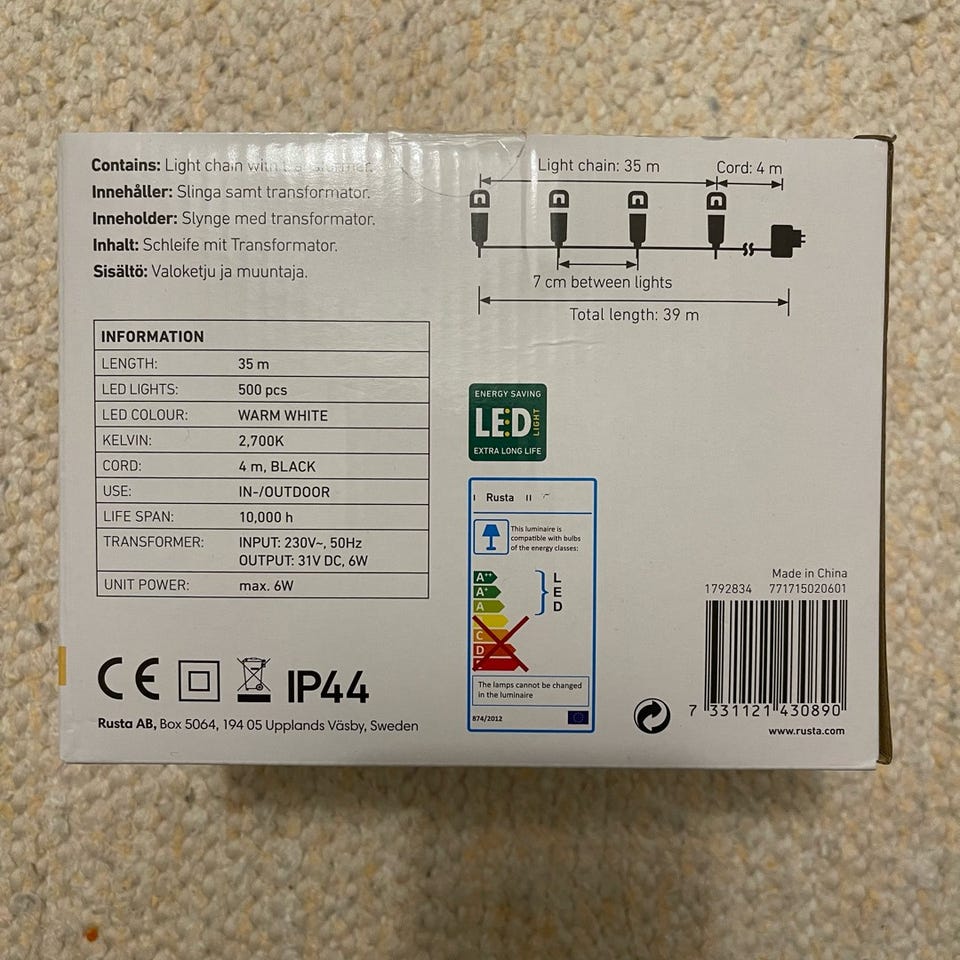 Contains: Light chain with transformer.
Innehåller: Slinga samt transformator.
Inneholder: Slynge med transformator.
Inhalt: Schleife mit Transformator.
Sisältö: Valoketju ja muuntaja.
Light chain: 35 m
Cord: 4 m
7 cm between lights
Total length: 39 m
INFORMATION
LENGTH: 35 m
LED LIGHTS: 500 pcs
LED COLOUR: WARM WHITE
KELVIN: 2,700K
CORD: 4 m, BLACK
USE: IN-/OUTDOOR
LIFE SPAN: 10,000 h
TRANSFORMER: INPUT: 230V~, 50Hz
OUTPUT: 31V DC, 6W
UNIT POWER: max. 6W
CE IP44
Rusta AB, Box 5064, 194 05 Upplands Väsby, Sweden
ENERGY SAVING
LED LIGHT
EXTRA LONG LIFE
Rusta
This luminaire is
compatible with bulbs
of the energy classes:
A++
A+
A
LED
C
D
The lamps cannot be changed
in the luminaire
874/2012
Made in China
1792834 771715020601
7 331121 430890
www.rusta.com